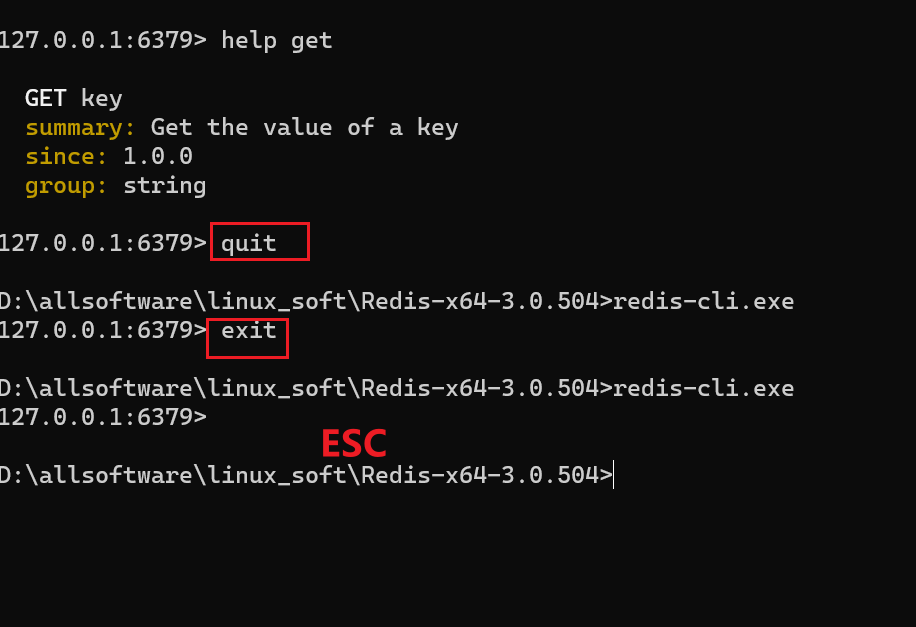 127.0.0.1:6379> help get
GET key
summary: Get the value of a key
since: 1.0.0
group: string
127.0.0.1:6379> quit
D:\allsoftware\linux_soft\Redis-x64-3.0.504>redis-cli.exe
127.0.0.1:6379> exit
D:\allsoftware\linux_soft\Redis-x64-3.0.504>redis-cli.exe
127.0.0.1:6379>
ESC
D:\allsoftware\linux_soft\Redis-x64-3.0.504>